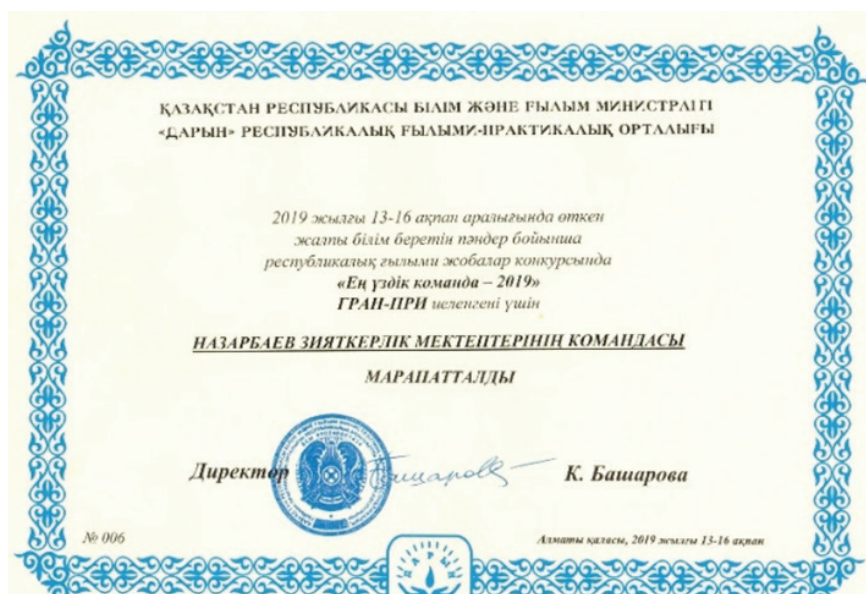 ҚАЗАҚСТАН РЕСПУБЛИКАСЫ БІЛІМ ЖӘНЕ ҒЫЛЫМ МИНИСТРЛІГІ
«ДАРЫН» РЕСПУБЛИКАЛЫҚ ҒЫЛЫМИ-ПРАКТИКАЛЫҚ ОРТАЛЫҒЫ
2019 жылғы 13-16 ақпан аралығында өткен
жалпы білім беретін пәндер бойынша
республикалық ғылыми жобалар конкурсында
«Ең үздік команда – 2019»
ГРАН-ПРИ иеленгені үшін
НАЗАРБАЕВ ЗИЯТКЕРЛІК МЕКТЕПТЕРІНІҢ КОМАНДАСЫ
МАРАПАТТАЛДЫ
Директор К. Башарова
№ 006
Алматы қаласы, 2019 жылғы 13-16 ақпан
ДАРЫН